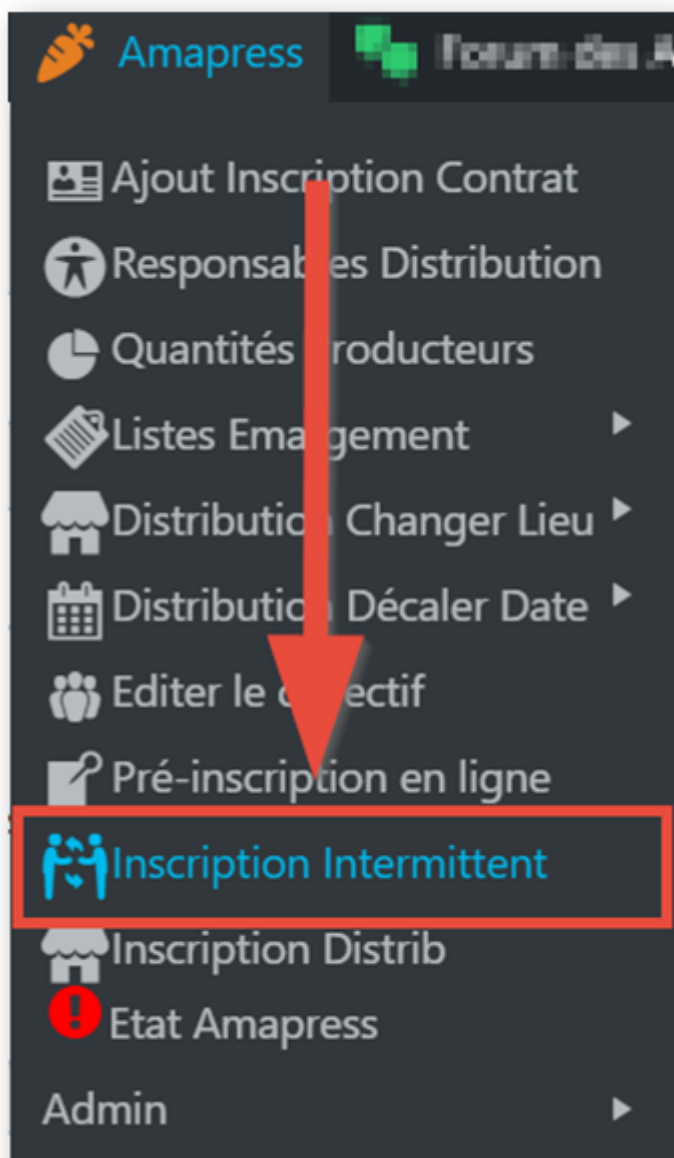 Amapress
Ajout Inscription Contrat
Responsables Distribution
Quantités Producteurs
Listes Emargement
Distribution Changer Lieu
Distribution Décaler Date
Editer le collectif
Pré-inscription en ligne
Inscription Intermittent
Inscription Distrib
Etat Amapress
Admin